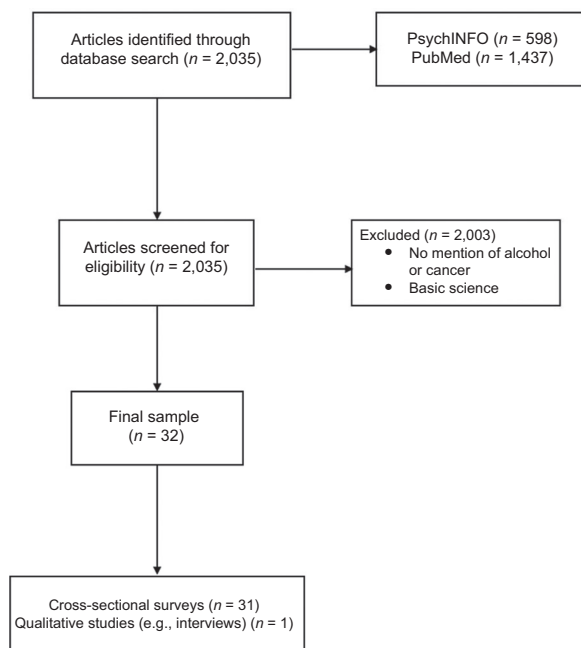 Articles identified through
database search (n = 2,035)
PsychINFO (n = 598)
PubMed (n = 1,437)
Articles screened for
eligibility (n = 2,035)
Excluded (n = 2,003)
• No mention of alcohol
or cancer
• Basic science
Final sample
(n = 32)
Cross-sectional surveys (n = 31)
Qualitative studies (e.g., interviews) (n = 1)